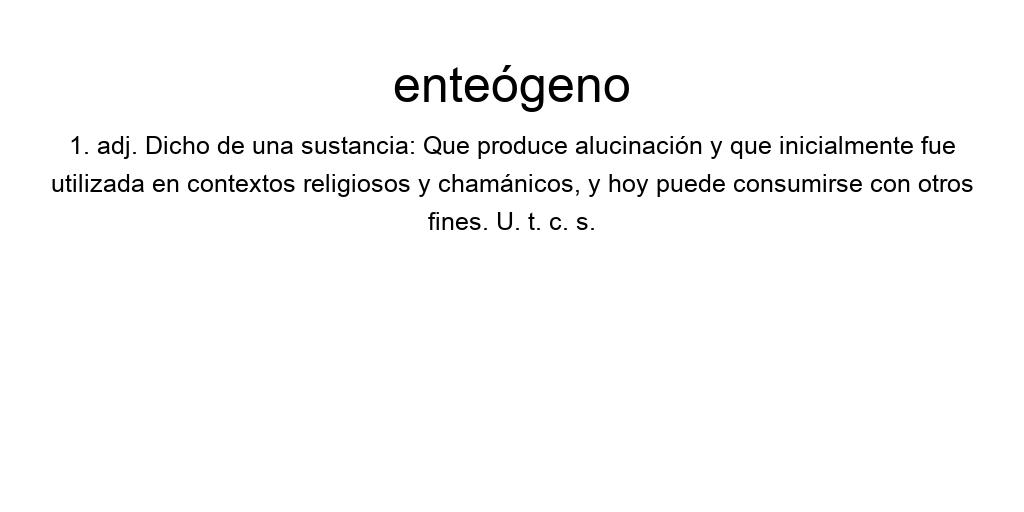 enteógeno
1. adj. Dicho de una sustancia: Que produce alucinación y que inicialmente fue
utilizada en contextos religiosos y chamánicos, y hoy puede consumirse con otros
fines. U. t. c. s.